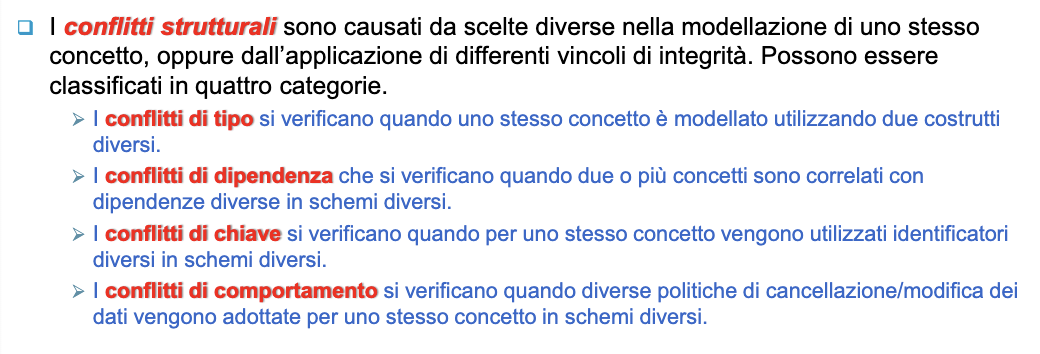 I conflitti strutturali sono causati da scelte diverse nella modellazione di uno stesso
concetto, oppure dall'applicazione di differenti vincoli di integrità. Possono essere
classificati in quattro categorie.
I conflitti di tipo si verificano quando uno stesso concetto è modellato utilizzando due costrutti
diversi.
I conflitti di dipendenza che si verificano quando due o più concetti sono correlati con
dipendenze diverse in schemi diversi.
I conflitti di chiave si verificano quando per uno stesso concetto vengono utilizzati identificatori
diversi in schemi diversi.
I conflitti di comportamento si verificano quando diverse politiche di cancellazione/modifica dei
dati vengono adottate per uno stesso concetto in schemi diversi.